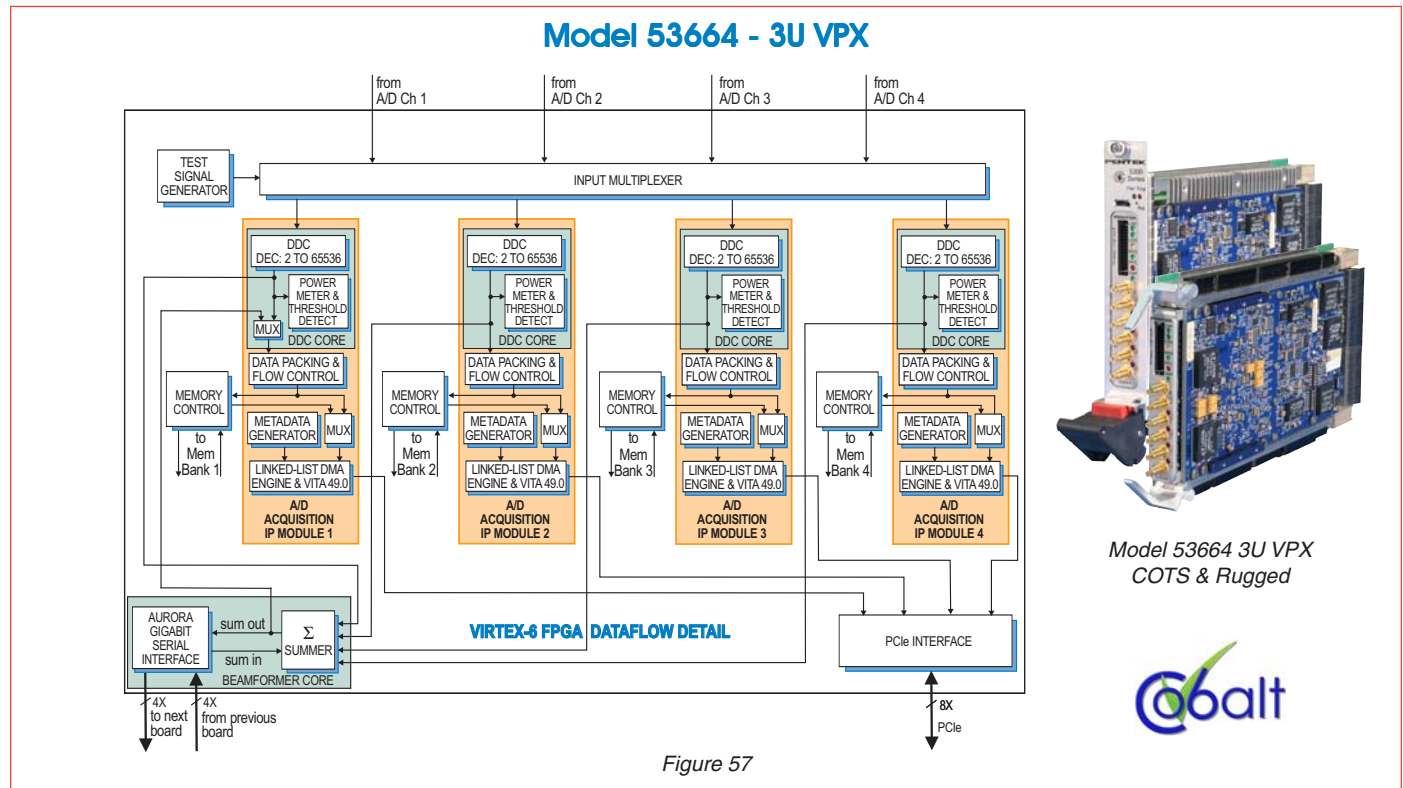 Model 53664 - 3U VPX
from
A/D Ch 1
from
A/D Ch 2
from
A/D Ch 3
from
A/D Ch 4
TEST
SIGNAL
GENERATOR
INPUT MULTIPLEXER
DDC
DEC: 2 TO 65536
POWER
METER &
THRESHOLD
DETECT
MUX
DDC CORE
DATA PACKING &
FLOW CONTROL
MEMORY
CONTROL
METADATA
GENERATOR
MUX
to
Mem
Bank 1
LINKED-LIST DMA
ENGINE & VITA 49.0
A/D
ACQUISITION
IP MODULE 1
DDC
DEC: 2 TO 65536
POWER
METER &
THRESHOLD
DETECT
DDC CORE
DATA PACKING &
FLOW CONTROL
MEMORY
CONTROL
METADATA
GENERATOR
MUX
to
Mem
Bank 2
LINKED-LIST DMA
ENGINE & VITA 49.0
A/D
ACQUISITION
IP MODULE 2
DDC
DEC: 2 TO 65536
POWER
METER &
THRESHOLD
DETECT
DDC CORE
DATA PACKING &
FLOW CONTROL
MEMORY
CONTROL
METADATA
GENERATOR
MUX
to
Mem
Bank 3
LINKED-LIST DMA
ENGINE & VITA 49.0
A/D
ACQUISITION
IP MODULE 3
DDC
DEC: 2 TO 65536
POWER
METER &
THRESHOLD
DETECT
DDC CORE
DATA PACKING &
FLOW CONTROL
MEMORY
CONTROL
METADATA
GENERATOR
MUX
to
Mem
Bank 4
LINKED-LIST DMA
ENGINE & VITA 49.0
A/D
ACQUISITION
IP MODULE 4
AURORA
GIGABIT
SERIAL
INTERFACE
sum out
sum in
Σ
SUMMER
BEAMFORMER CORE
VIRTEX-6 FPGA DATAFLOW DETAIL
PCIe INTERFACE
4X
to next
board
4X
from previous
board
8X
PCIe
Figure 57
PENTEK
5300
Series
Model 53664 3U VPX
COTS & Rugged
Cobalt